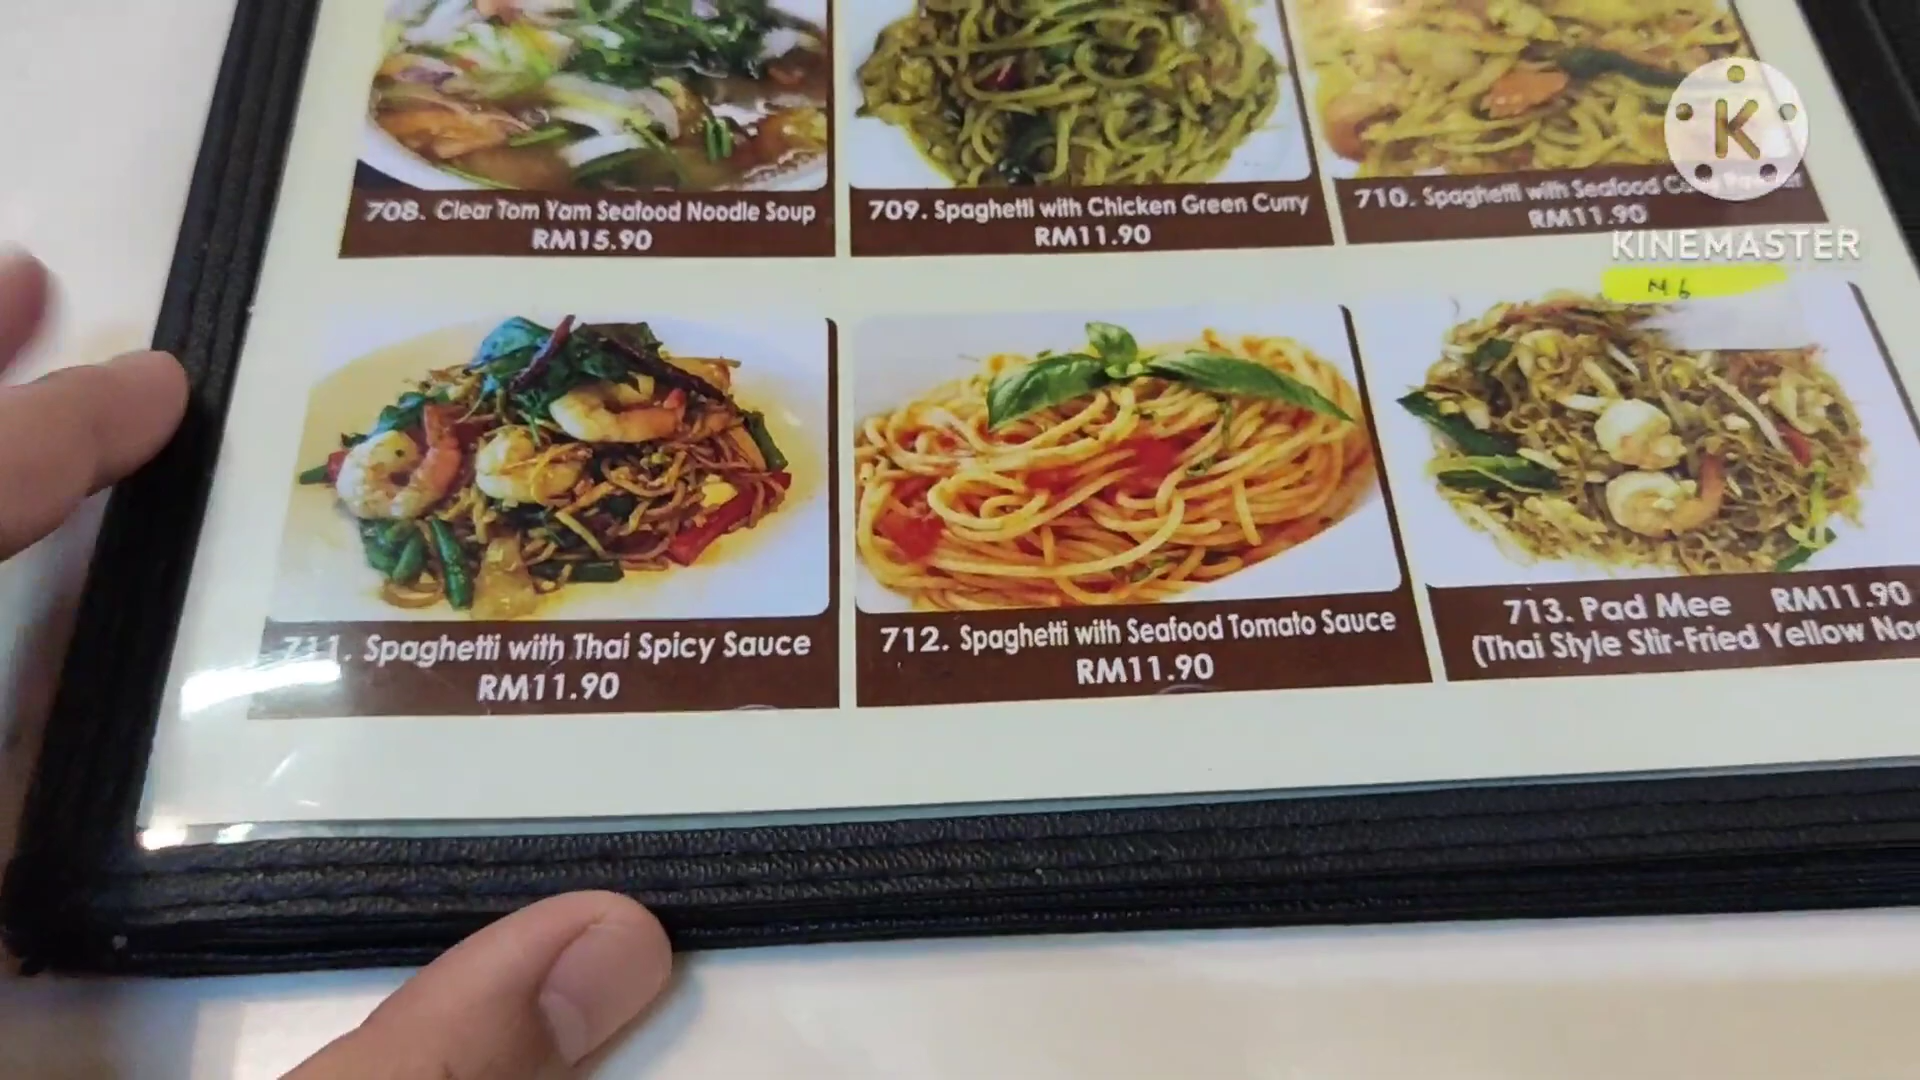 708. Clear Tom Yam Seafood Noodle Soup
RM15.90
709. Spaghetti with Chicken Green Curry
RM11.90
710. Spaghetti with Seafood
RM11.90
K
KINEMASTER
M6
711. Spaghetti with Thai Spicy Sauce
RM11.90
712. Spaghetti with Seafood Tomato Sauce
RM11.90
713. Pad Mee RM11.90
(Thai Style Stir-Fried Yellow